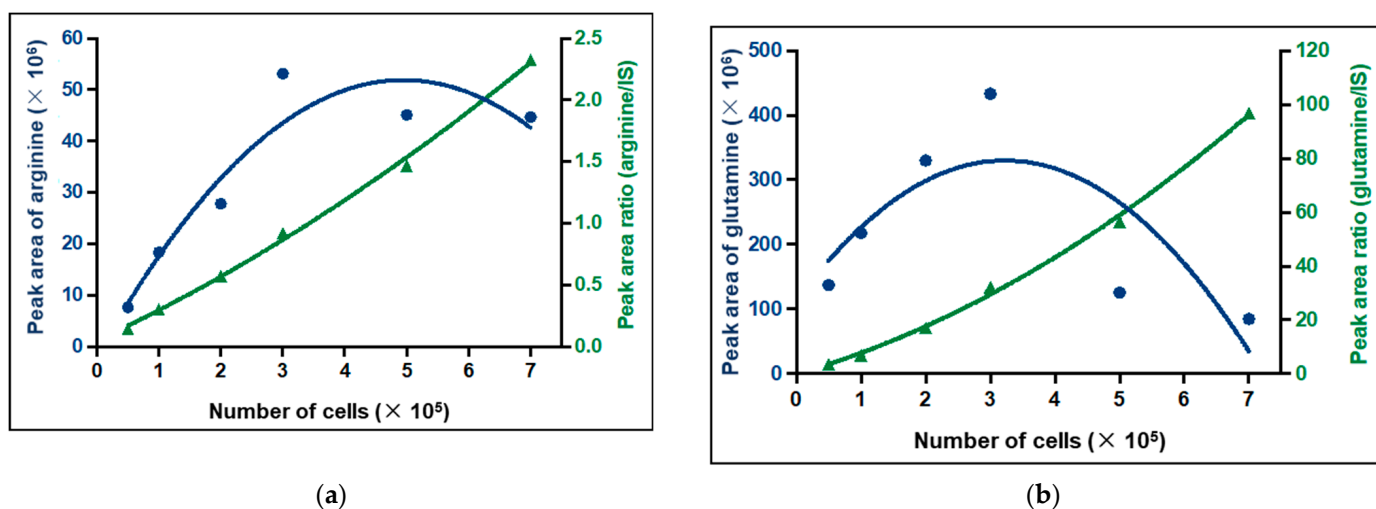 Peak area of arginine (× 10⁶)
60
50
40
30
20
10
0
2.5
2.0
1.5
1.0
0.5
0.0
Peak area ratio (arginine/IS)
0 1 2 3 4 5 6 7
Number of cells (× 10⁵)
(a)
Peak area of glutamine (× 10⁶)
500
400
300
200
100
0
120
100
80
60
40
20
0
Peak area ratio (glutamine/IS)
0 1 2 3 4 5 6 7
Number of cells (× 10⁵)
(b)